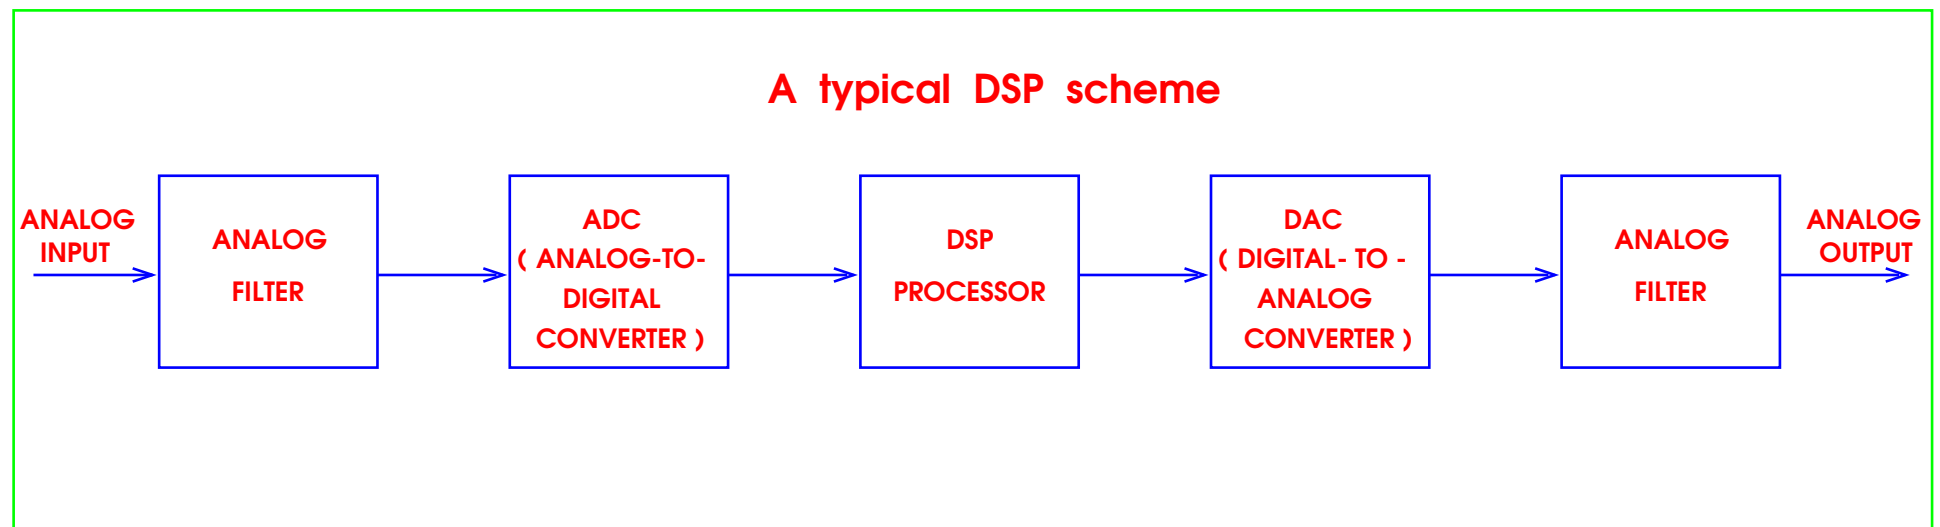 A typical DSP scheme
ANALOG
INPUT
ANALOG
FILTER
ADC
( ANALOG-TO-
DIGITAL
CONVERTER )
DSP
PROCESSOR
DAC
( DIGITAL- TO -
ANALOG
CONVERTER )
ANALOG
FILTER
ANALOG
OUTPUT